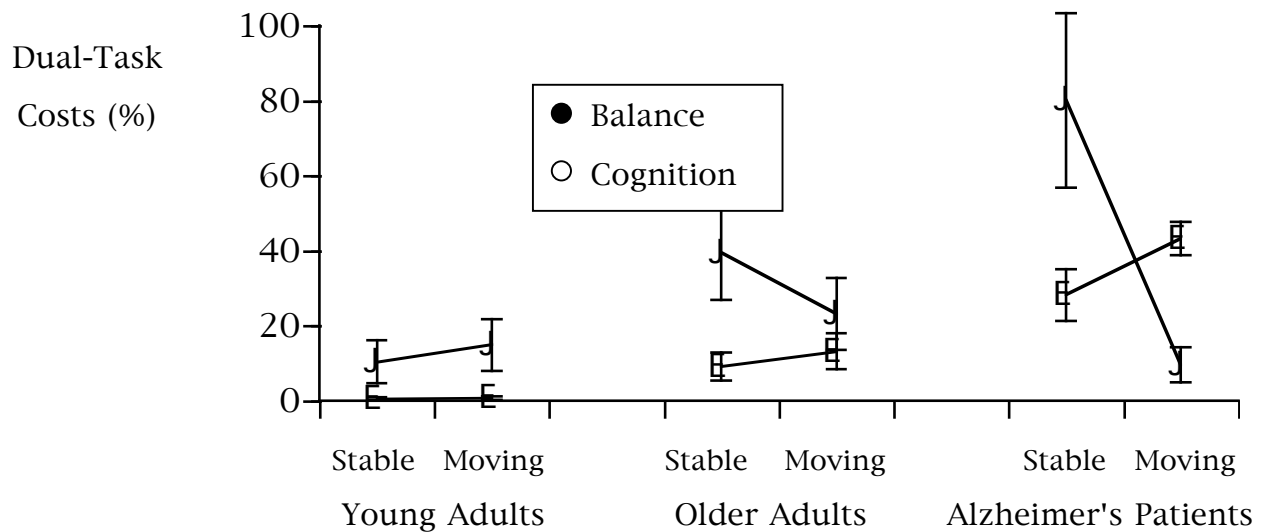 Dual-Task
Costs (%)
100
80
60
40
20
0
Balance
Cognition
J
J
E
E
J
J
E
E
J
J
E
E
Stable Moving Stable Moving Stable Moving
Young Adults Older Adults Alzheimer's Patients